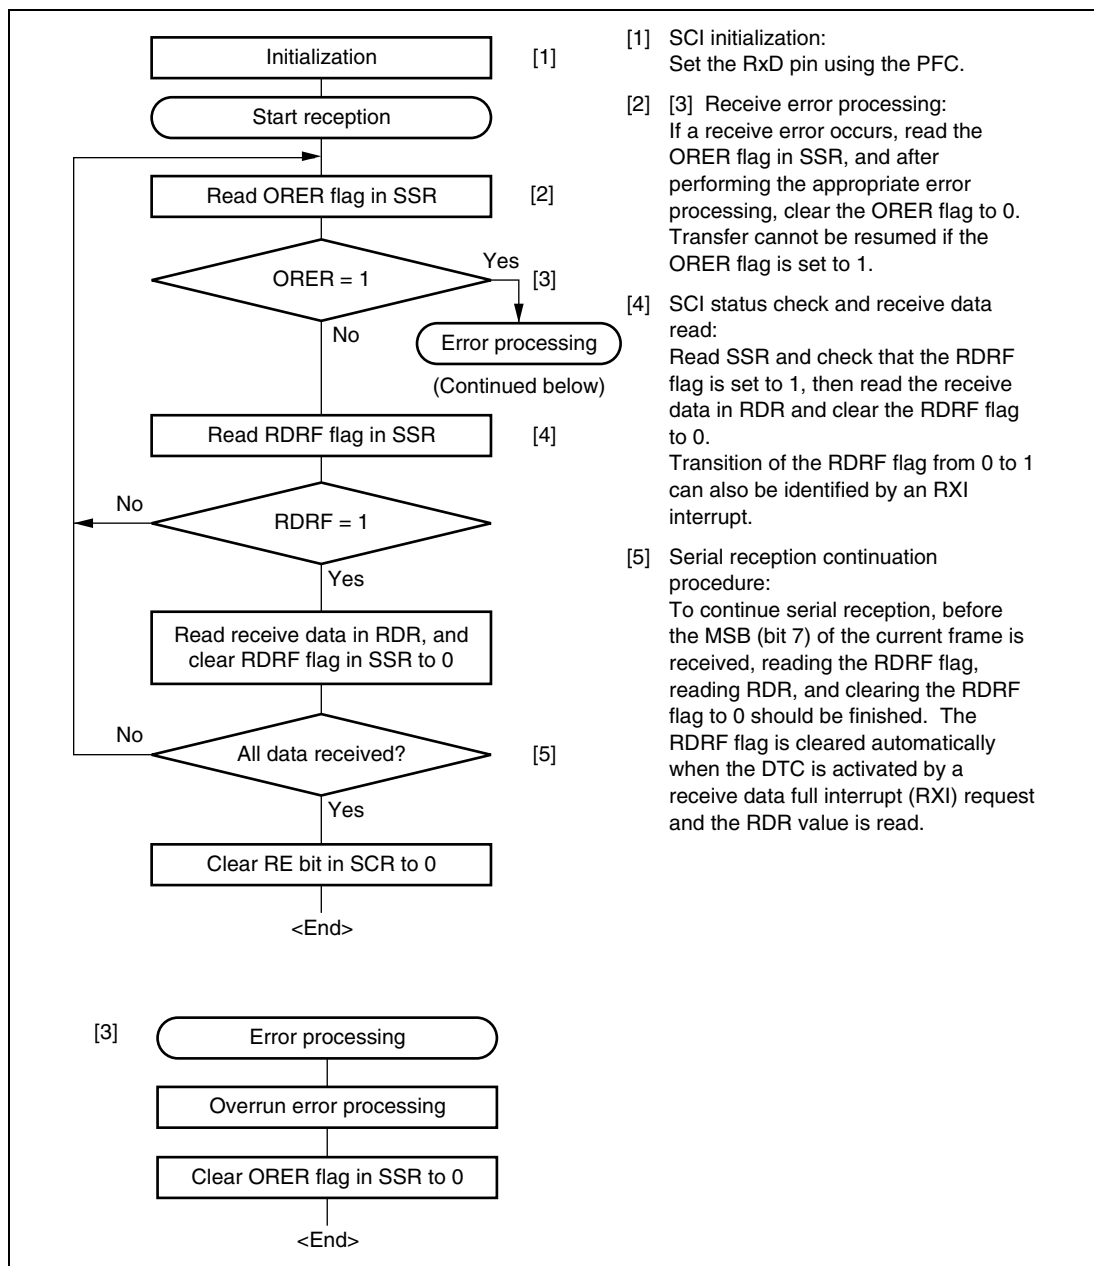 Initialization
[1]
Start reception
Read ORER flag in SSR
[2]
ORER = 1
Yes
[3]
No
Error processing
(Continued below)
Read RDRF flag in SSR
[4]
No
RDRF = 1
Yes
Read receive data in RDR, and
clear RDRF flag in SSR to 0
No
All data received?
[5]
Yes
Clear RE bit in SCR to 0
<End>
[3]
Error processing
Overrun error processing
Clear ORER flag in SSR to 0
<End>
[1] SCI initialization:
Set the RxD pin using the PFC.
[2] [3] Receive error processing:
If a receive error occurs, read the
ORER flag in SSR, and after
performing the appropriate error
processing, clear the ORER flag to 0.
Transfer cannot be resumed if the
ORER flag is set to 1.
[4] SCI status check and receive data
read:
Read SSR and check that the RDRF
flag is set to 1, then read the receive
data in RDR and clear the RDRF flag
to 0.
Transition of the RDRF flag from 0 to 1
can also be identified by an RXI
interrupt.
[5] Serial reception continuation
procedure:
To continue serial reception, before
the MSB (bit 7) of the current frame is
received, reading the RDRF flag,
reading RDR, and clearing the RDRF
flag to 0 should be finished. The
RDRF flag is cleared automatically
when the DTC is activated by a
receive data full interrupt (RXI) request
and the RDR value is read.